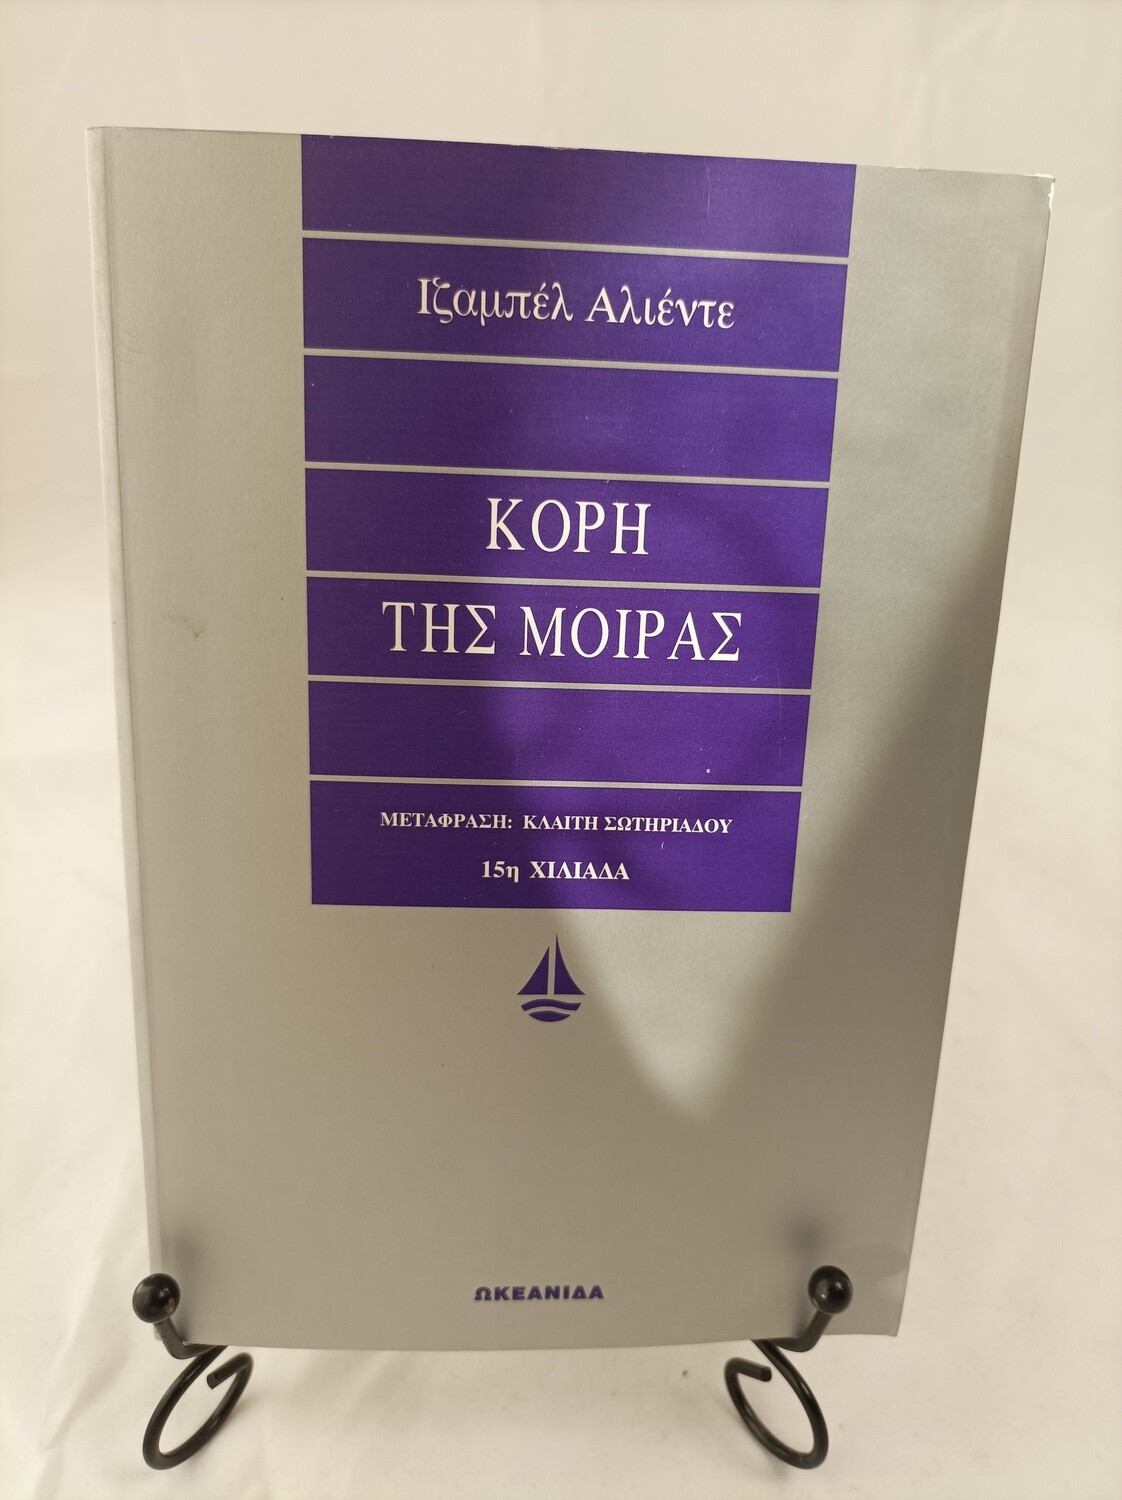 Ιζαμπέλ Αλιέντε
ΚΟΡΗ
ΤΗΣ ΜΟΙΡΑΣ
ΜΕΤΑΦΡΑΣΗ: ΚΛΑΙΤΗ ΣΩΤΗΡΙΑΔΟΥ
15η ΧΙΛΙΑΔΑ
ΩΚΕΑΝΙΔΑ